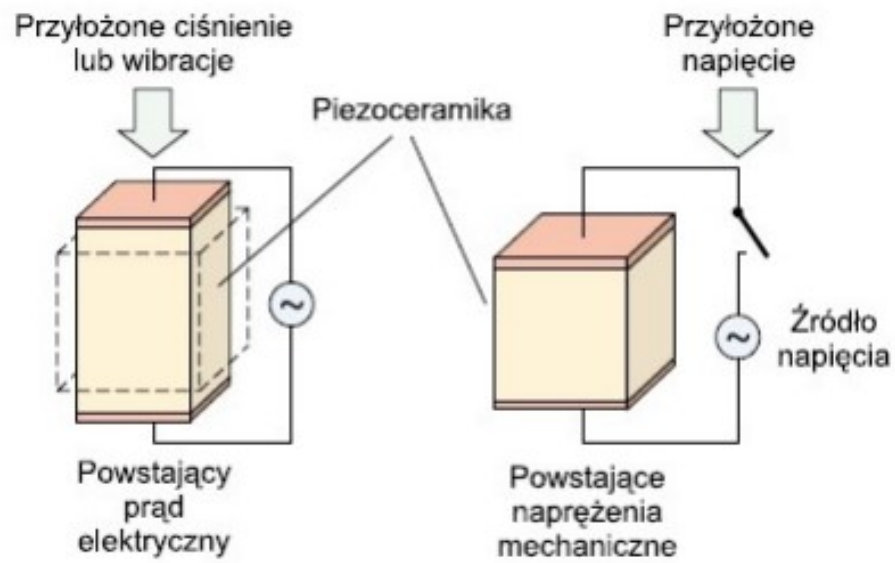 Przyłożone ciśnienie
lub wibracje
Przyłożone
napięcie
Piezoceramika
~
~
Źródło
napięcia
Powstający
prąd
elektryczny
Powstające
naprężenia
mechaniczne